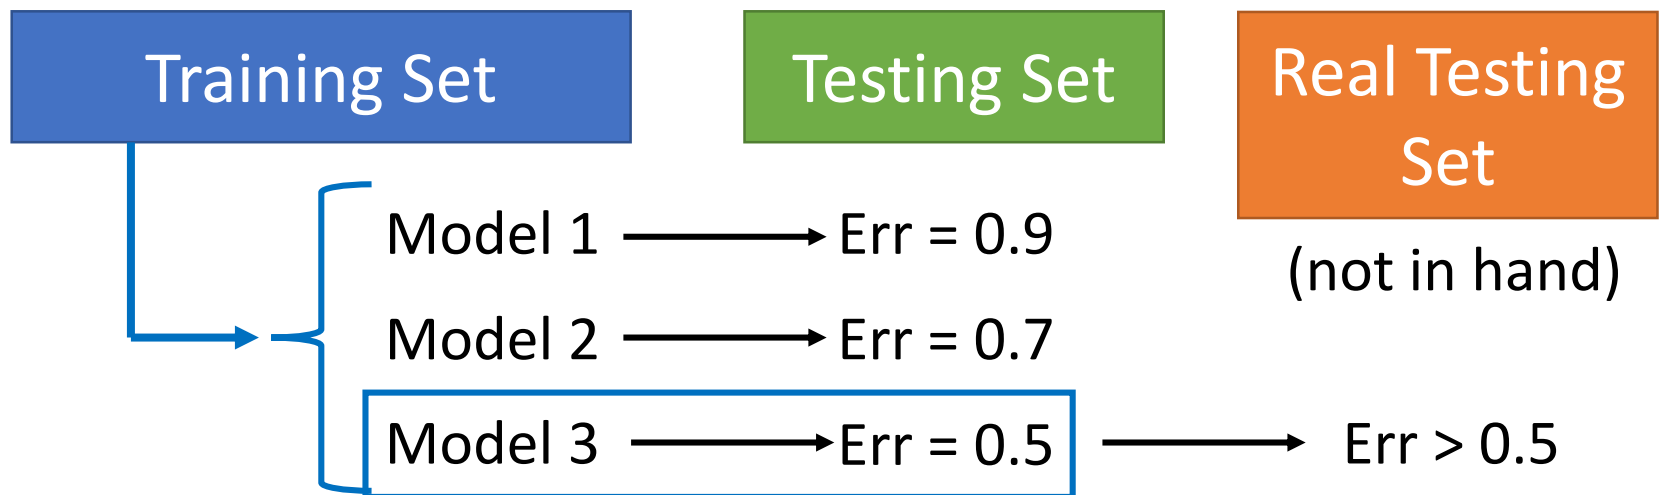 Training Set
Testing Set
Real Testing
Set
(not in hand)
Model 1
Err = 0.9
Model 2
Err = 0.7
Model 3
Err = 0.5
Err > 0.5